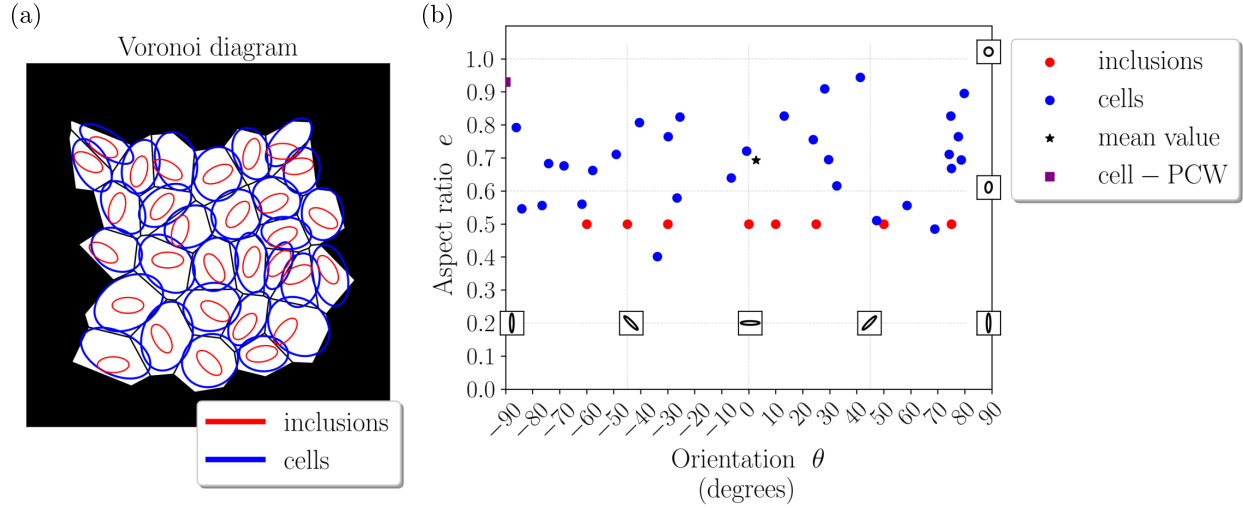 (a)
Voronoi diagram
inclusions
cells
(b)
Aspect ratio e
1.0
0.9
0.8
0.7
0.6
0.5
0.4
0.3
0.2
0.1
0.0
−90 −80 −70 −60 −50 −40 −30 −20 −10 0 10 20 30 40 50 60 70 80 90
Orientation θ
(degrees)
inclusions
cells
mean value
cell − PCW